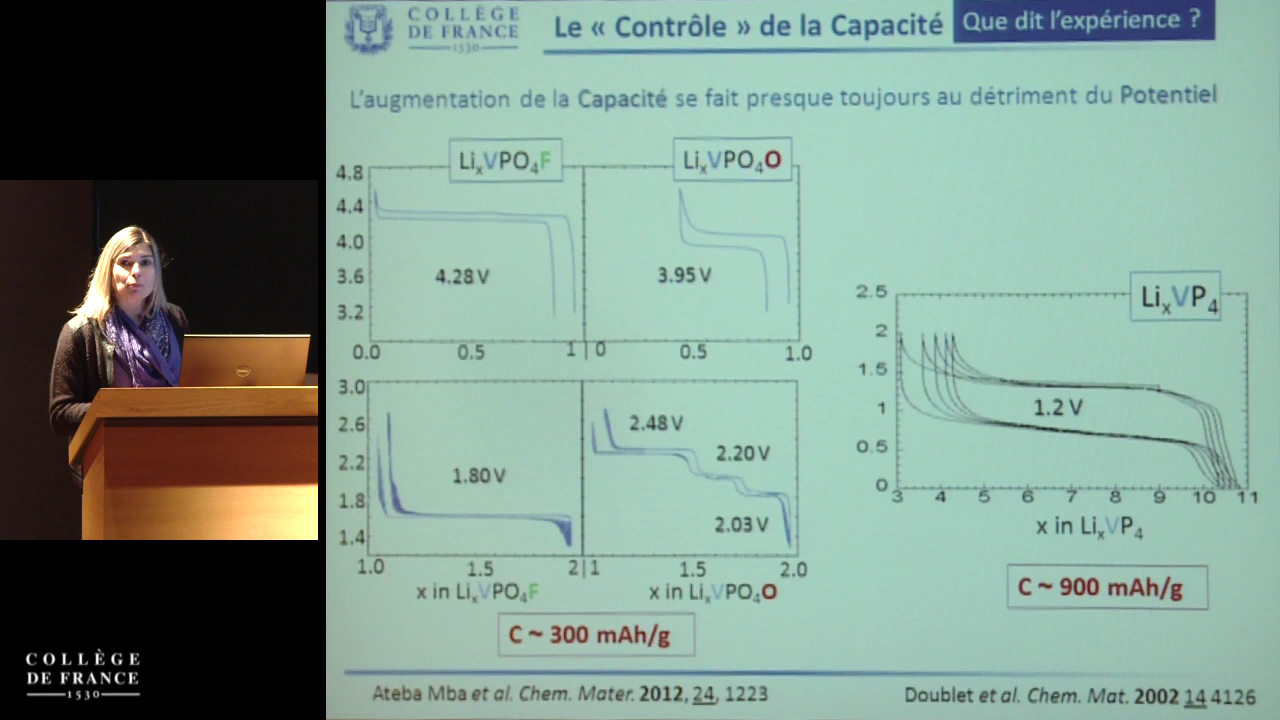 COLLÈGE
DE FRANCE
1530
Le « Contrôle » de la Capacité
Que dit l'expérience ?
L'augmentation de la Capacité se fait presque toujours au détriment du Potentiel
LixVPO4F
LixVPO4O
4.8
4.4
4.0
3.6
3.2
4.28 V
3.95 V
0.0 0.5 1 0 0.5 1.0
3.0
2.6
2.2
1.8
1.4
1.80 V
2.48 V
2.20 V
2.03 V
1.0 1.5 2 1 1.5 2.0
x in LixVPO4F
x in LixVPO4O
C ~ 300 mAh/g
LixVP4
2.5
2
1.5
1
0.5
0
1.2 V
3 4 5 6 7 8 9 10 11
x in LixVP4
C ~ 900 mAh/g
Ateba Mba et al. Chem. Mater. 2012, 24, 1223
Doublet et al. Chem. Mat. 2002 14 4126
DELL
COLLÈGE
DE FRANCE
1530